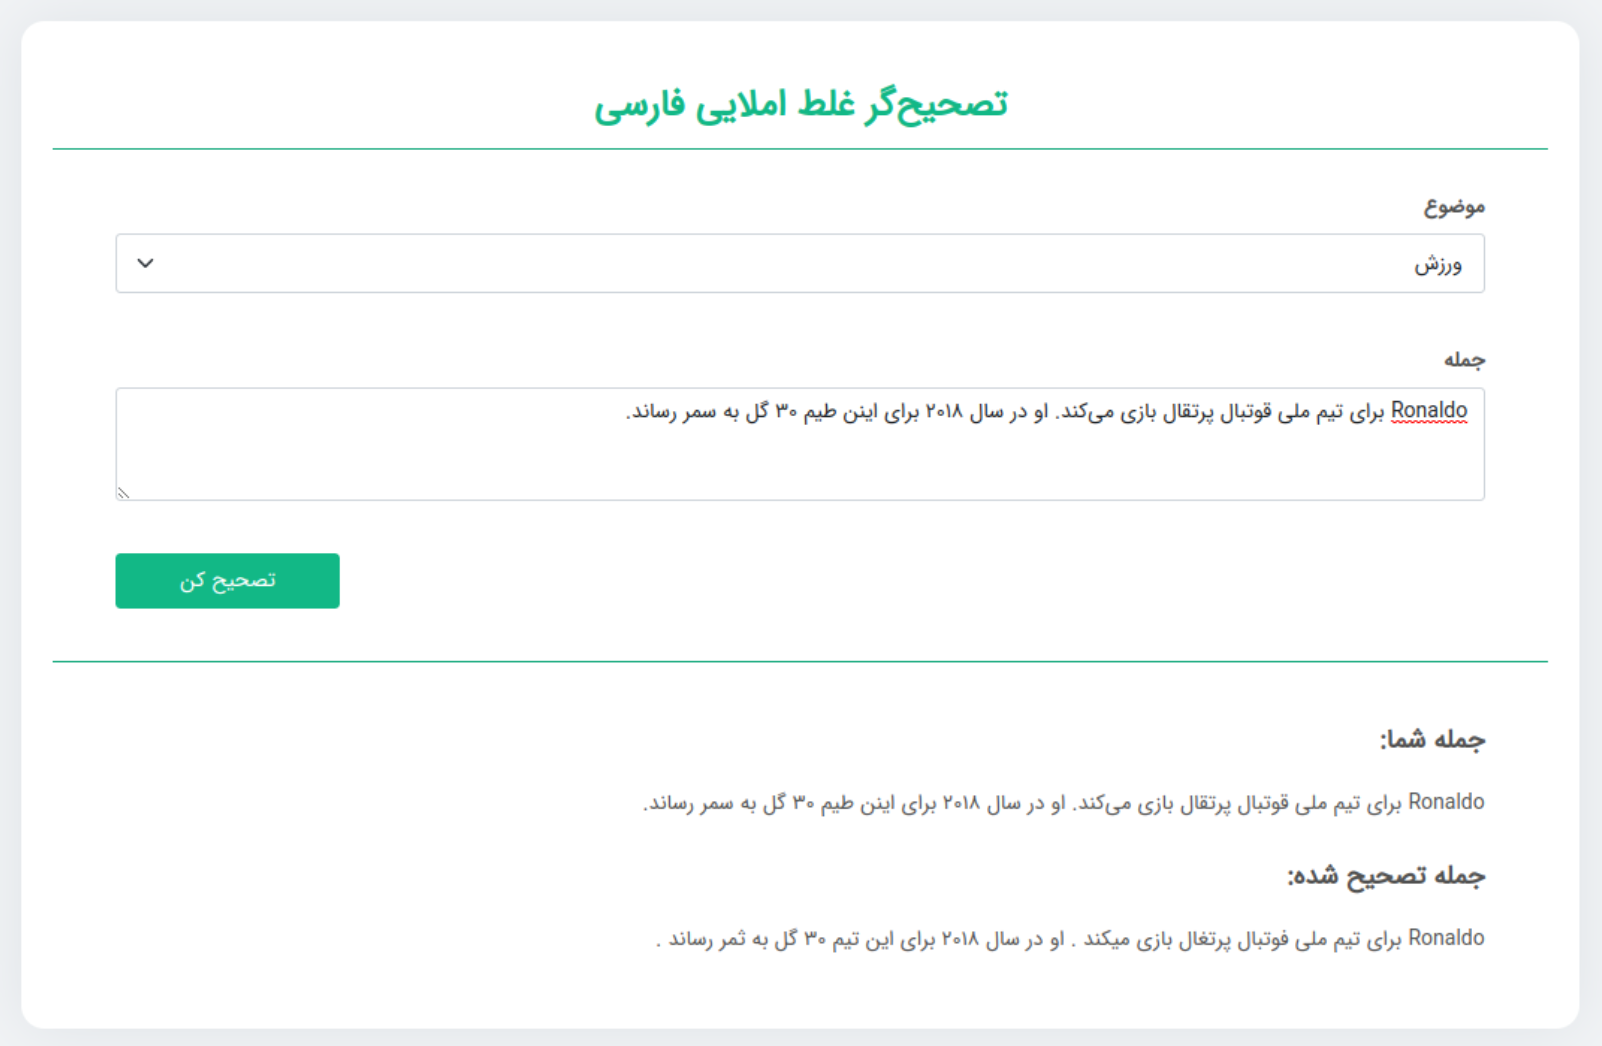 تصحیح‌گر غلط املایی فارسی
موضوع
ورزش
جمله
Ronaldo برای تیم ملی قوتبال پرتقال بازی می‌کند. او در سال ۲۰۱۸ برای اینن طیم ۳۰ گل به سمر رساند.
تصحیح کن
جمله شما:
Ronaldo برای تیم ملی قوتبال پرتقال بازی می‌کند. او در سال ۲۰۱۸ برای اینن طیم ۳۰ گل به سمر رساند.
جمله تصحیح شده:
Ronaldo برای تیم ملی فوتبال پرتغال بازی میکند . او در سال ۲۰۱۸ برای این تیم ۳۰ گل به ثمر رساند .